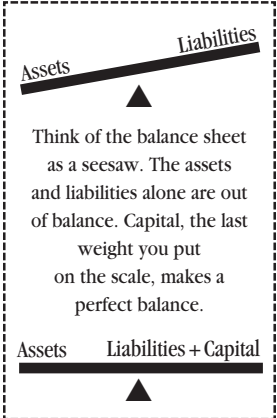 Liabilities
Assets
Think of the balance sheet
as a seesaw. The assets
and liabilities alone are out
of balance. Capital, the last
weight you put
on the scale, makes a
perfect balance.
Assets Liabilities + Capital